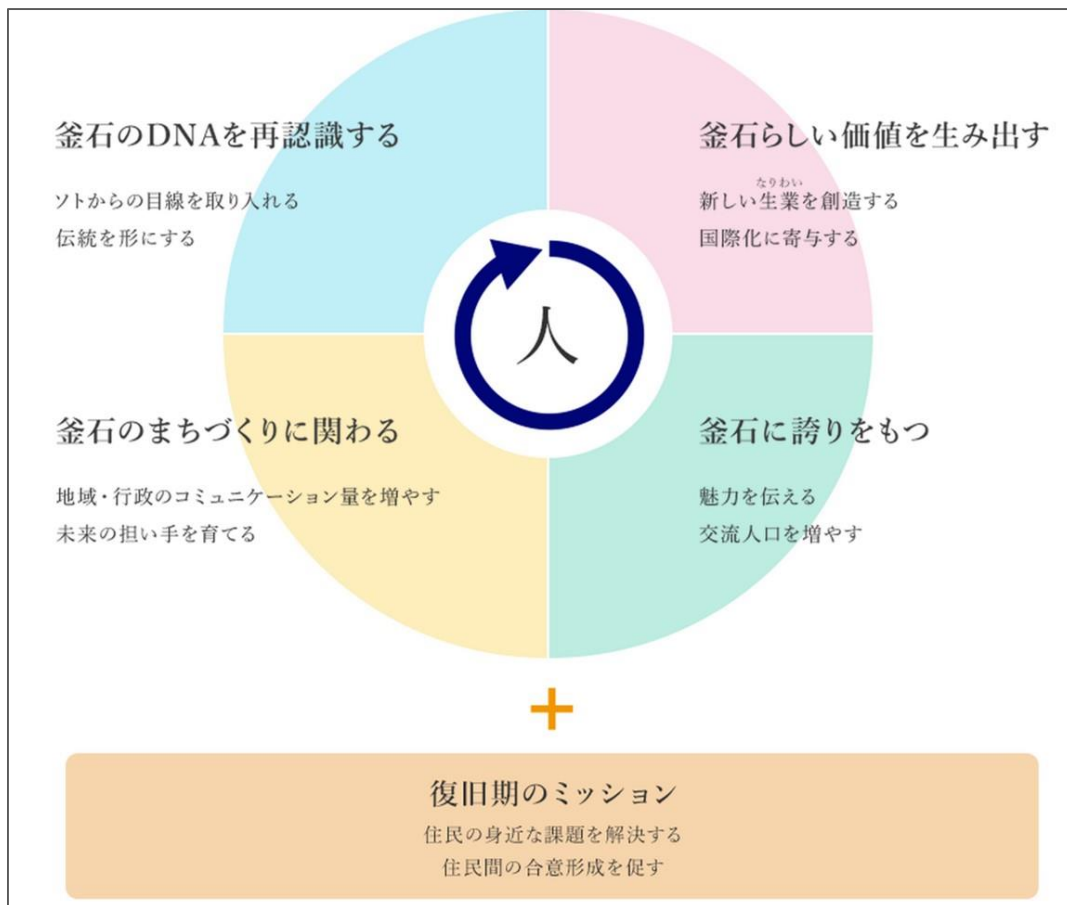 釜石のDNAを再認識する
ソトからの目線を取り入れる
伝統を形にする
釜石らしい価値を生み出す
なりわい
新しい生業を創造する
国際化に寄与する
人
釜石のまちづくりに関わる
地域・行政のコミュニケーション量を増やす
未来の担い手を育てる
釜石に誇りをもつ
魅力を伝える
交流人口を増やす
+
復旧期のミッション
住民の身近な課題を解決する
住民間の合意形成を促す